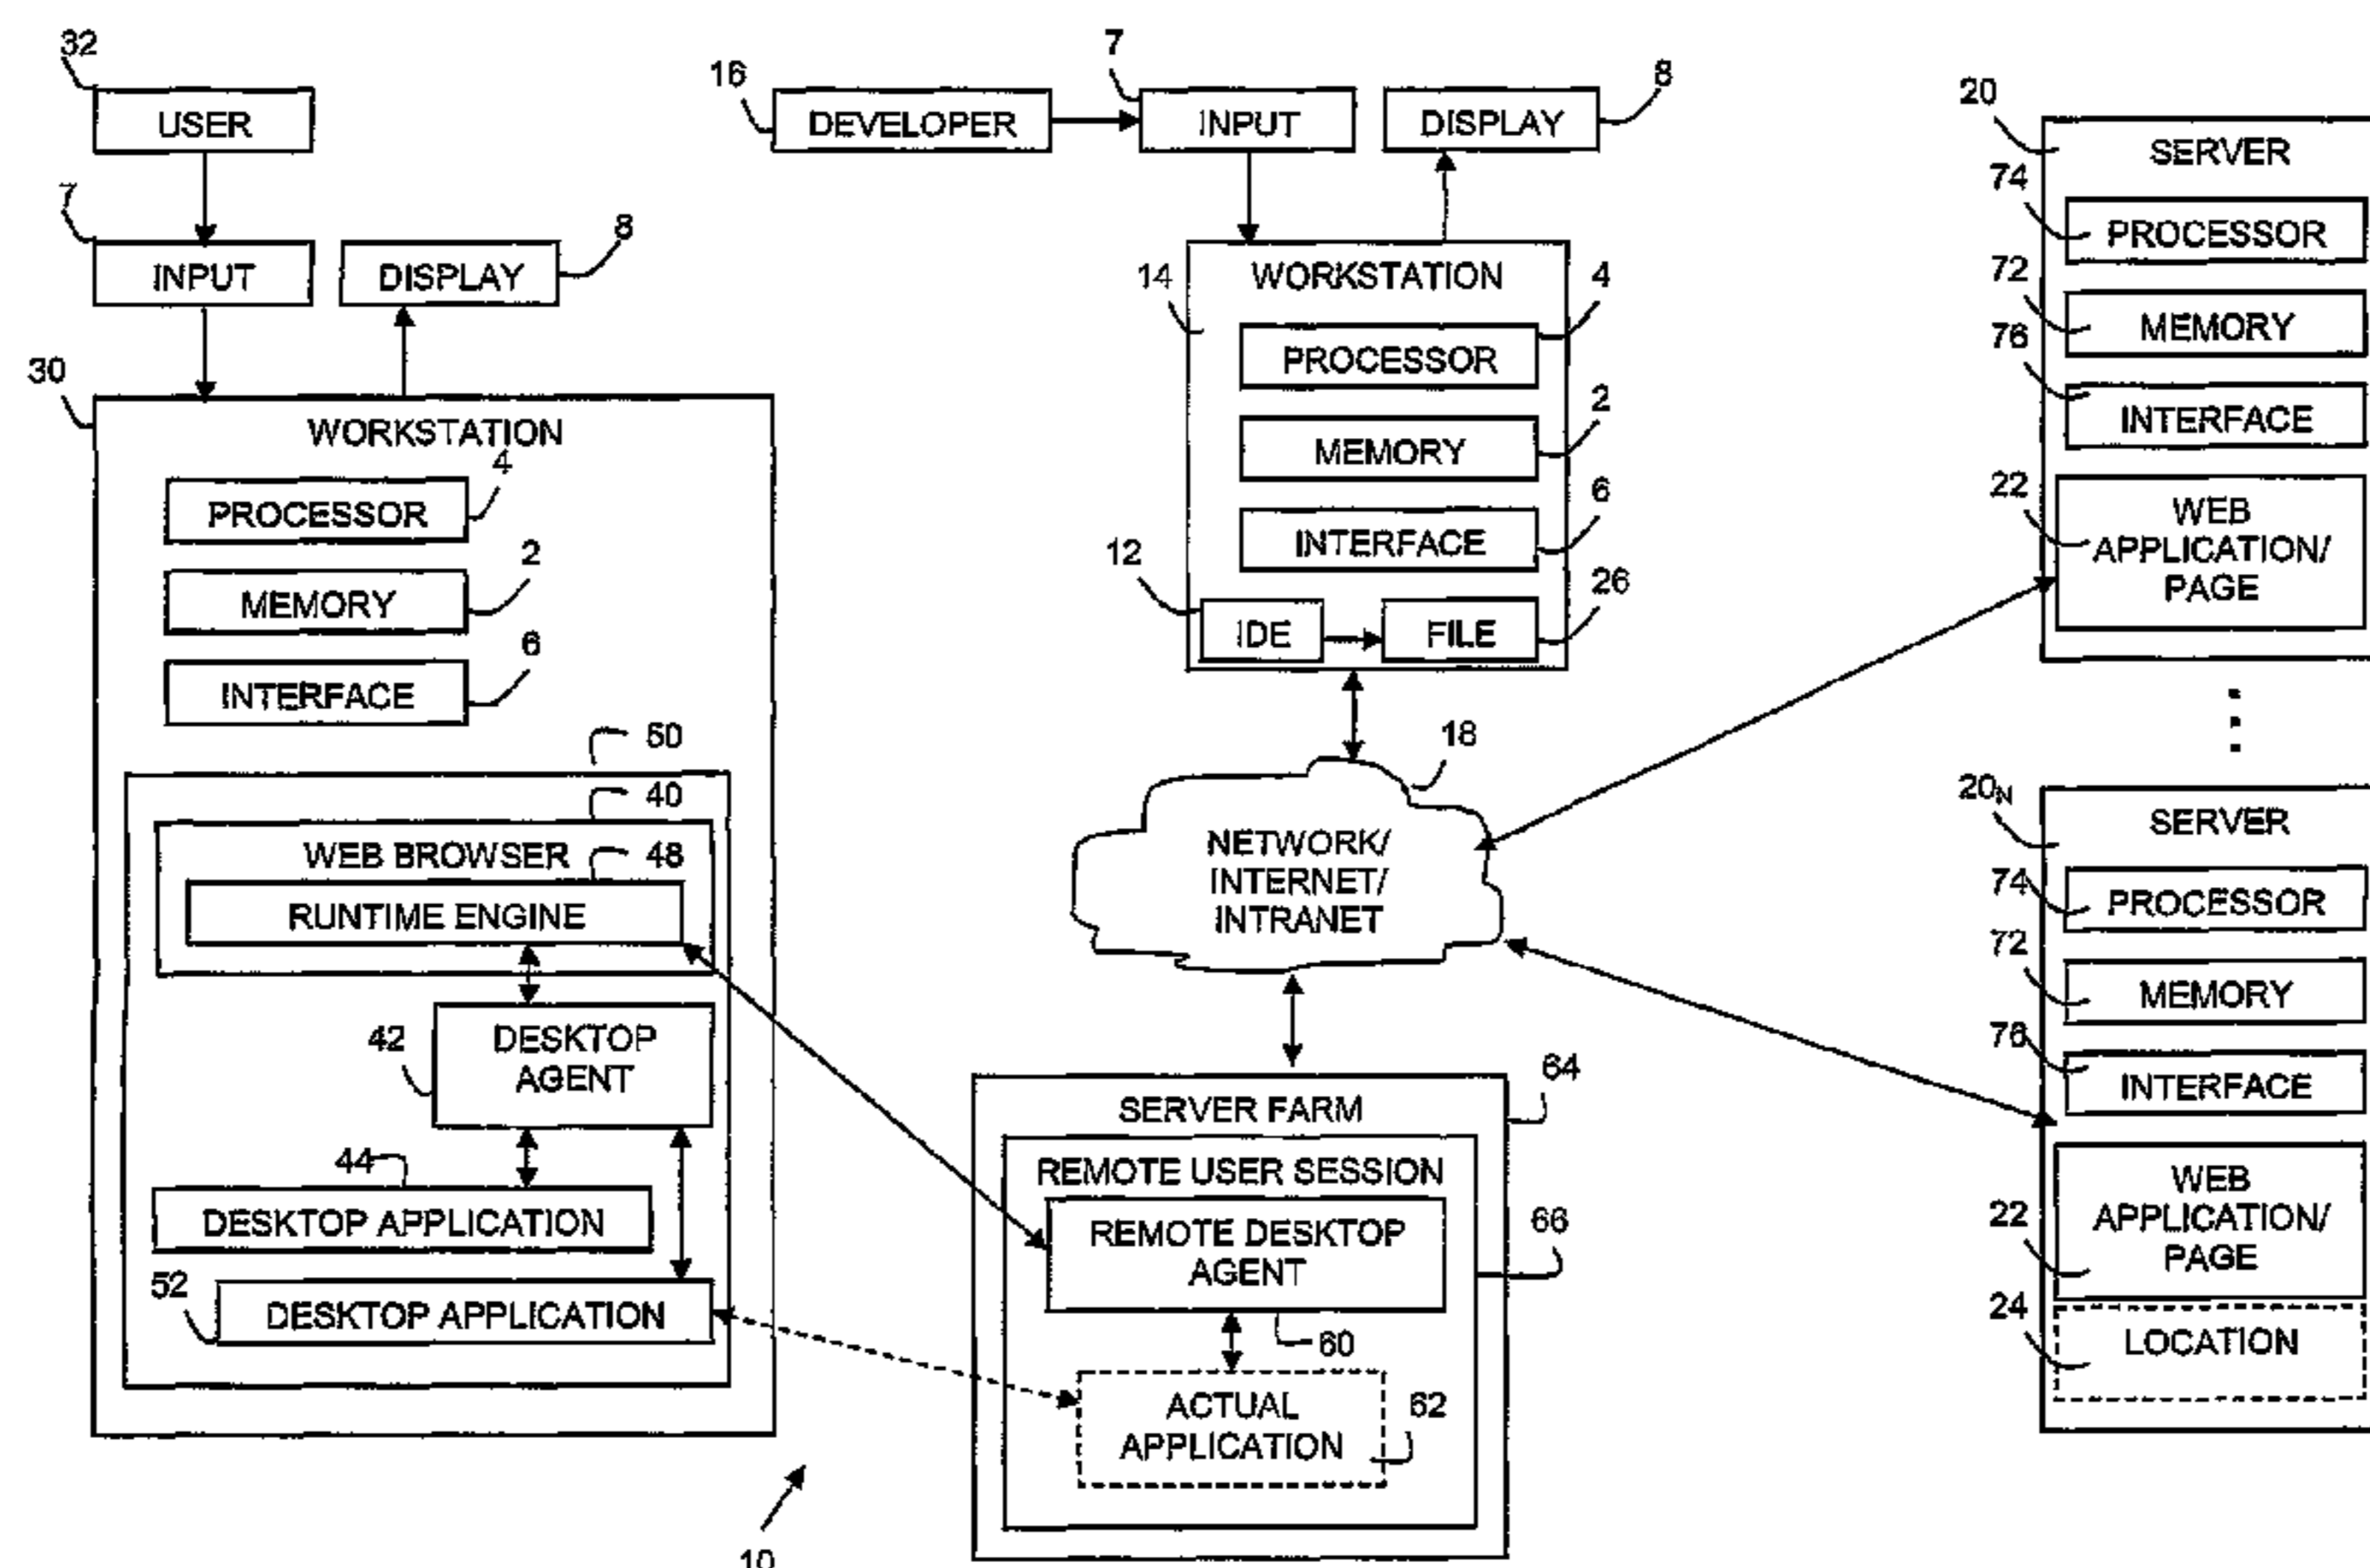 32
USER
7
INPUT
DISPLAY
8
30
WORKSTATION
4
PROCESSOR
2
MEMORY
6
INTERFACE
50
40
WEB BROWSER
48
RUNTIME ENGINE
42
DESKTOP
AGENT
44
DESKTOP APPLICATION
52
DESKTOP APPLICATION
16
DEVELOPER
7
INPUT
DISPLAY
8
14
WORKSTATION
4
PROCESSOR
2
MEMORY
6
INTERFACE
12
IDE
FILE
26
18
NETWORK/
INTERNET/
INTRANET
64
SERVER FARM
REMOTE USER SESSION
66
REMOTE DESKTOP
AGENT
60
ACTUAL
APPLICATION
62
10
20
SERVER
74
PROCESSOR
72
MEMORY
76
INTERFACE
22
WEB
APPLICATION/
PAGE
20N
SERVER
74
PROCESSOR
72
MEMORY
76
INTERFACE
22
WEB
APPLICATION/
PAGE
24
LOCATION